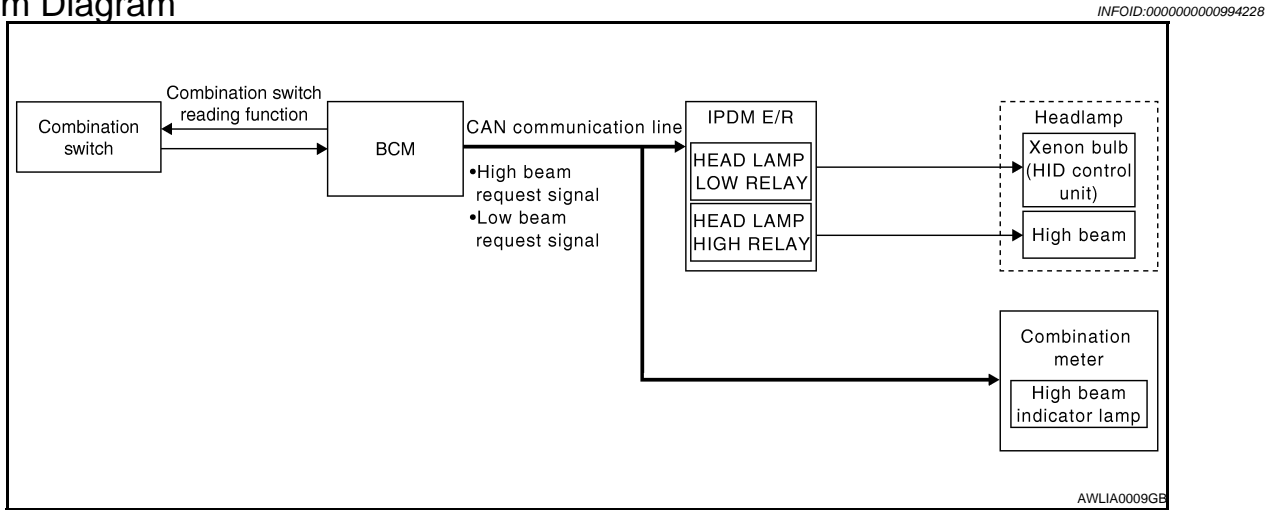 m Diagram
INFOID:0000000000994228
Combination switch
reading function
Combination
switch
BCM
CAN communication line
•High beam
request signal
•Low beam
request signal
IPDM E/R
HEAD LAMP
LOW RELAY
HEAD LAMP
HIGH RELAY
Headlamp
Xenon bulb
(HID control
unit)
High beam
Combination
meter
High beam
indicator lamp
AWLIA0009GB